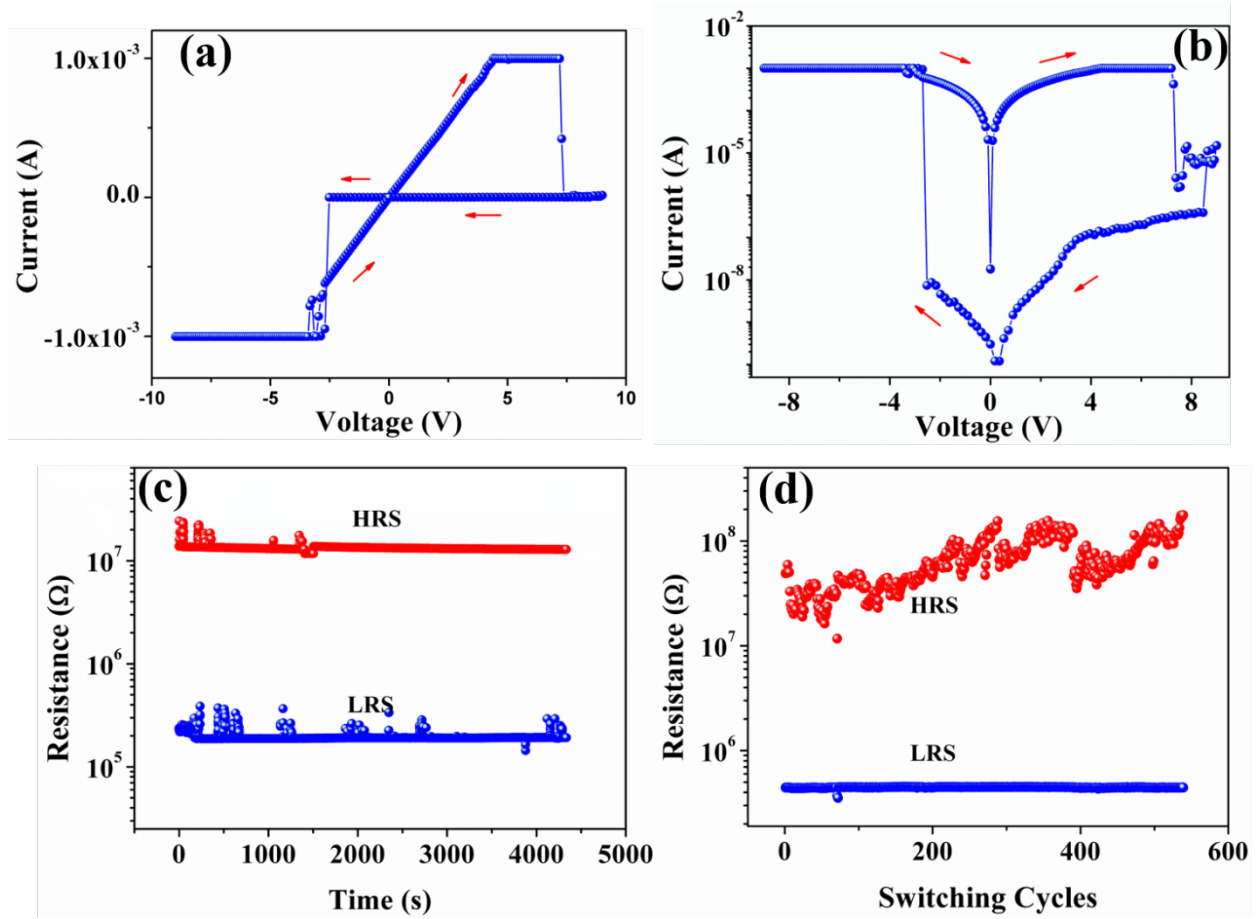 (a)
Current (A)
1.0x10⁻³
0.0
-1.0x10⁻³
-10 -5 0 5 10
Voltage (V)
(b)
Current (A)
10⁻²
10⁻⁵
10⁻⁸
-8 -4 0 4 8
Voltage (V)
(c)
Resistance (Ω)
10⁷
10⁶
10⁵
HRS
LRS
0 1000 2000 3000 4000 5000
Time (s)
(d)
Resistance (Ω)
10⁸
10⁷
10⁶
HRS
LRS
0 200 400 600
Switching Cycles